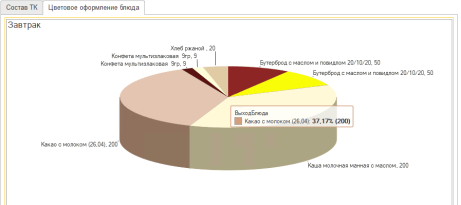 Состав ТК
Цветовое оформление блюда
Завтрак
Хлеб ржаной , 20
Конфета мультизлаковая 9гр, 9
Конфета мультизлаковая 9гр, 9
Бутерброд с маслом и повидлом 20/10/20, 50
Бутерброд с маслом и повидлом 20/10/20, 50
ВыходБлюда
Какао с молоком (26,04): 37,17% (200)
Какао с молоком (26,04), 200
Каша молочная манная с маслом, 200